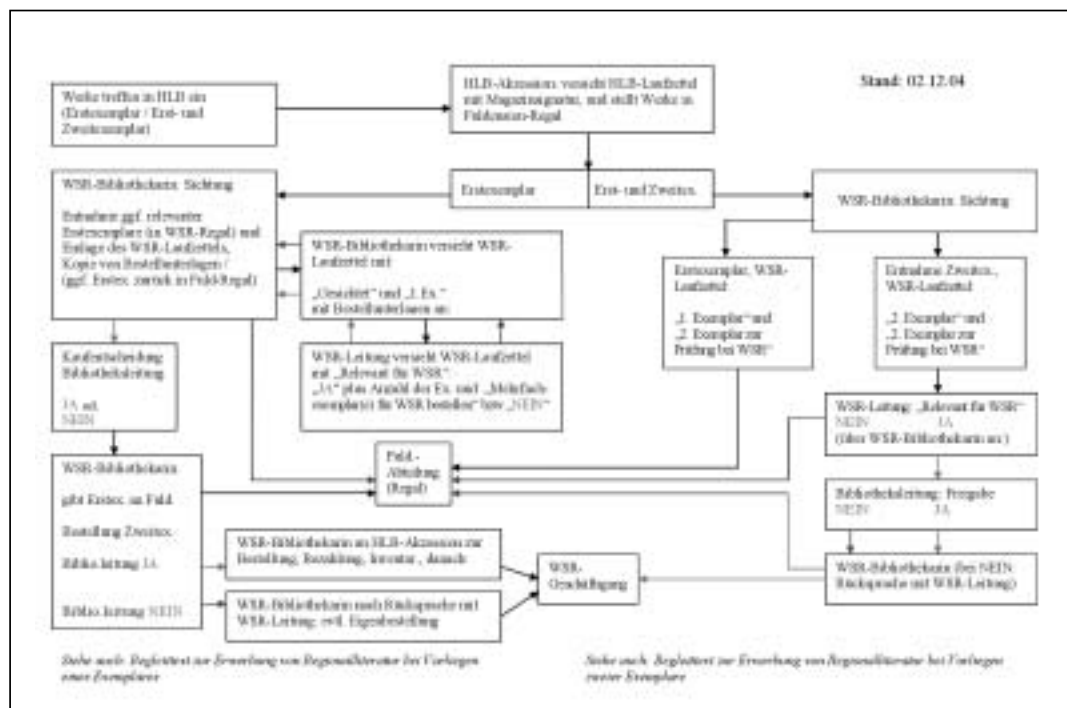 Stand: 02.12.04
Werke treffen in HLB ein
(Erstexemplar / Erst- und
Zweitexemplar)
HLB-Akzession: versieht HLB-Laufzettel
mit Magazinsignatur, und stellt Werke in
Fuldensien-Regal
Erstexemplar
Erst- und Zweitex.
WSR-Bibliothekarin: Sichtung
Entnahme ggf. relevanter
Erstexemplare (in WSR-Regal) und
Einlage des WSR-Laufzettels,
Kopie von Bestellunterlagen /
(ggf. Erstex. zurück in Fuld-Regal)
WSR-Bibliothekarin versieht WSR-
Laufzettel mit:
„Gesichtet“ und „1. Ex.“
mit Bestellunterlagen an:
WSR-Leitung versieht WSR-Laufzettel
mit „Relevant für WSR“
„JA“ plus Anzahl der Ex. und „Mehrfach-
exemplar(e) für WSR bestellen“ bzw. „NEIN“
Kaufentscheidung
Bibliotheksleitung
JA
NEIN
WSR-Bibliothekarin
gibt Erstex. an Fuld.
Bestellung Zweitex.
Biblio.leitung JA
Biblio.leitung NEIN
Fuld.-
Abteilung
(Regal)
WSR-Bibliothekarin an HLB-Akzession zur
Bestellung, Bezahlung, Inventar., danach
WSR-Bibliothekarin nach Rücksprache mit
WSR-Leitung: evtl. Eigenbestellung
WSR-
Geschäftsgang
WSR-Bibliothekarin: Sichtung
Erstexemplar, WSR-
Laufzettel:
„1. Exemplar“ und
„2. Exemplar zur
Prüfung bei WSR“
Entnahme Zweitex.,
WSR-Laufzettel:
„2. Exemplar“ und
„2. Exemplar zur
Prüfung bei WSR“
WSR-Leitung: „Relevant für WSR“
NEIN JA
(über WSR-Bibliothekarin an:)
Bibliotheksleitung: Freigabe
NEIN JA
WSR-Bibliothekarin (bei NEIN
Rücksprache mit WSR-Leitung)
Siehe auch: Begleittext zur Erwerbung von Regionalliteratur bei Vorliegen
eines Exemplares
Siehe auch: Begleittext zur Erwerbung von Regionalliteratur bei Vorliegen
zweier Exemplare